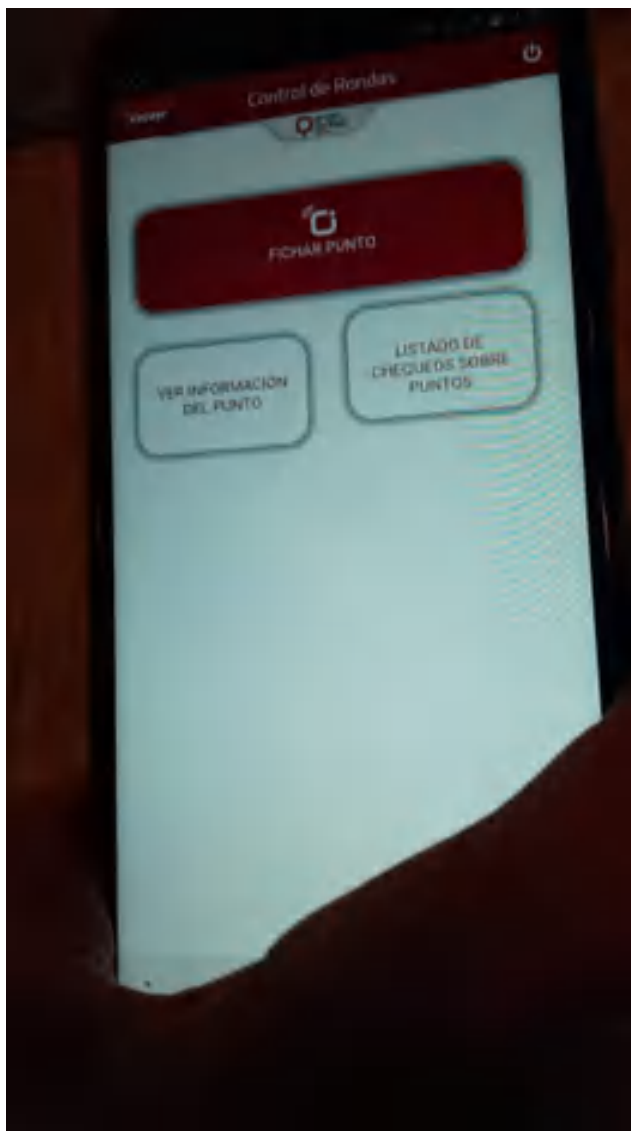 Control de Rondas
FICHAR PUNTO
VER INFORMACIÓN
DEL PUNTO
LISTADO DE
CHEQUEOS SOBRE
PUNTOS